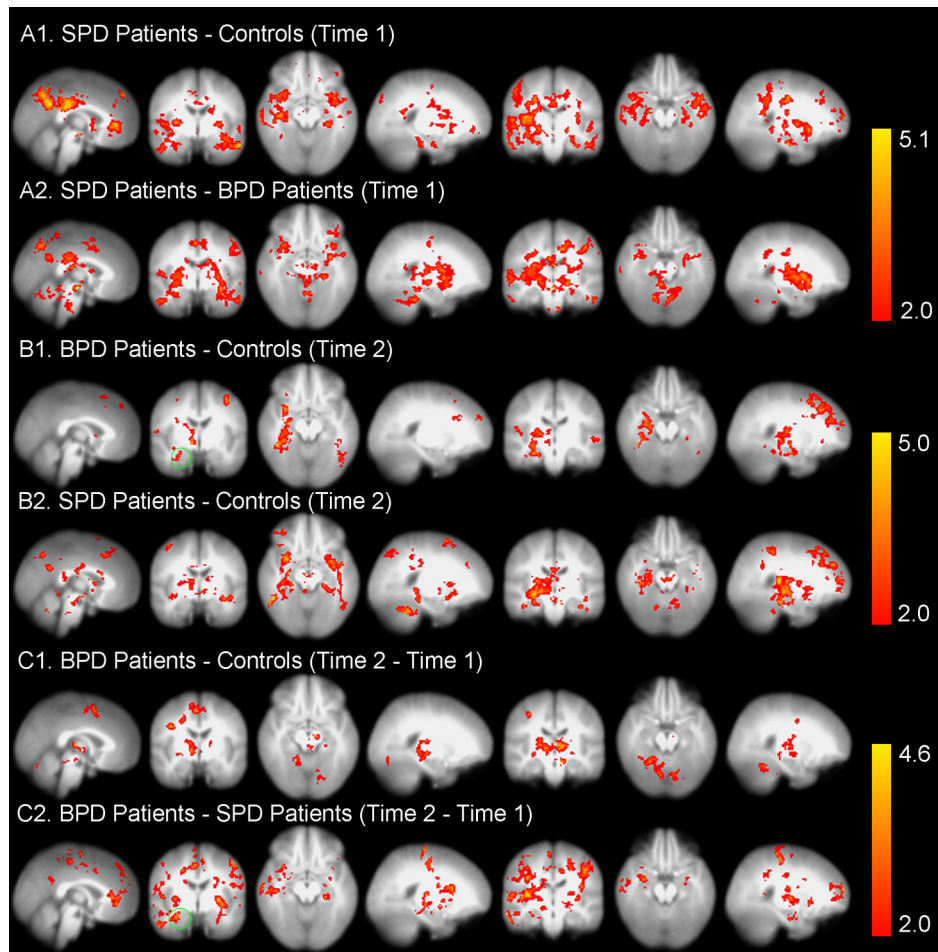 A1. SPD Patients - Controls (Time 1)
5.1
A2. SPD Patients - BPD Patients (Time 1)
2.0
B1. BPD Patients - Controls (Time 2)
5.0
B2. SPD Patients - Controls (Time 2)
2.0
C1. BPD Patients - Controls (Time 2 - Time 1)
4.6
C2. BPD Patients - SPD Patients (Time 2 - Time 1)
2.0